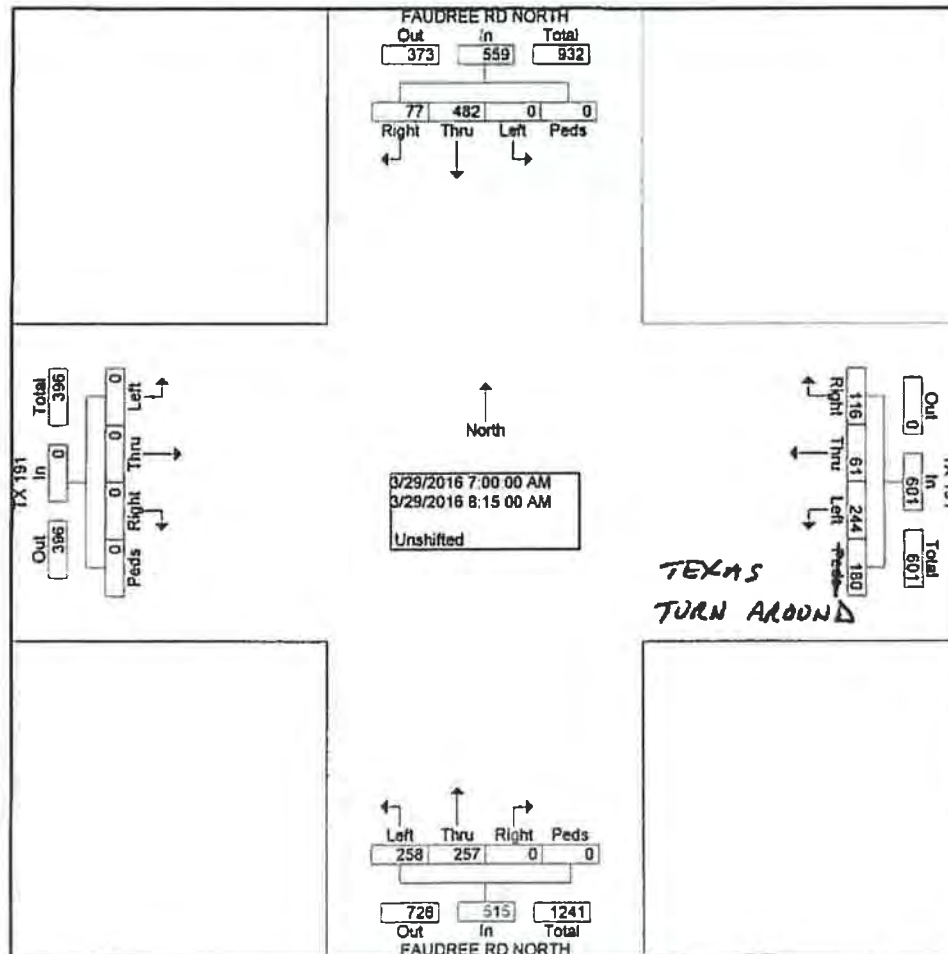 FAUDREE RD NORTH
Out In Total
373 559 932
77 482 0 0
Right Thru Left Peds
Total 396
In 0
Out 396
TX 191
Left 0
Thru 0
Right 0
Peds 0
North
3/29/2016 7:00:00 AM
3/29/2016 8:15:00 AM
Unshifted
Right 116
Thru 61
Left 244
Peds 180
Out 0
In 601
Total 601
TEXAS
TURN AROUND
Left Thru Right Peds
258 257 0 0
515 1241
Out In Total
FAUDREE RD NORTH